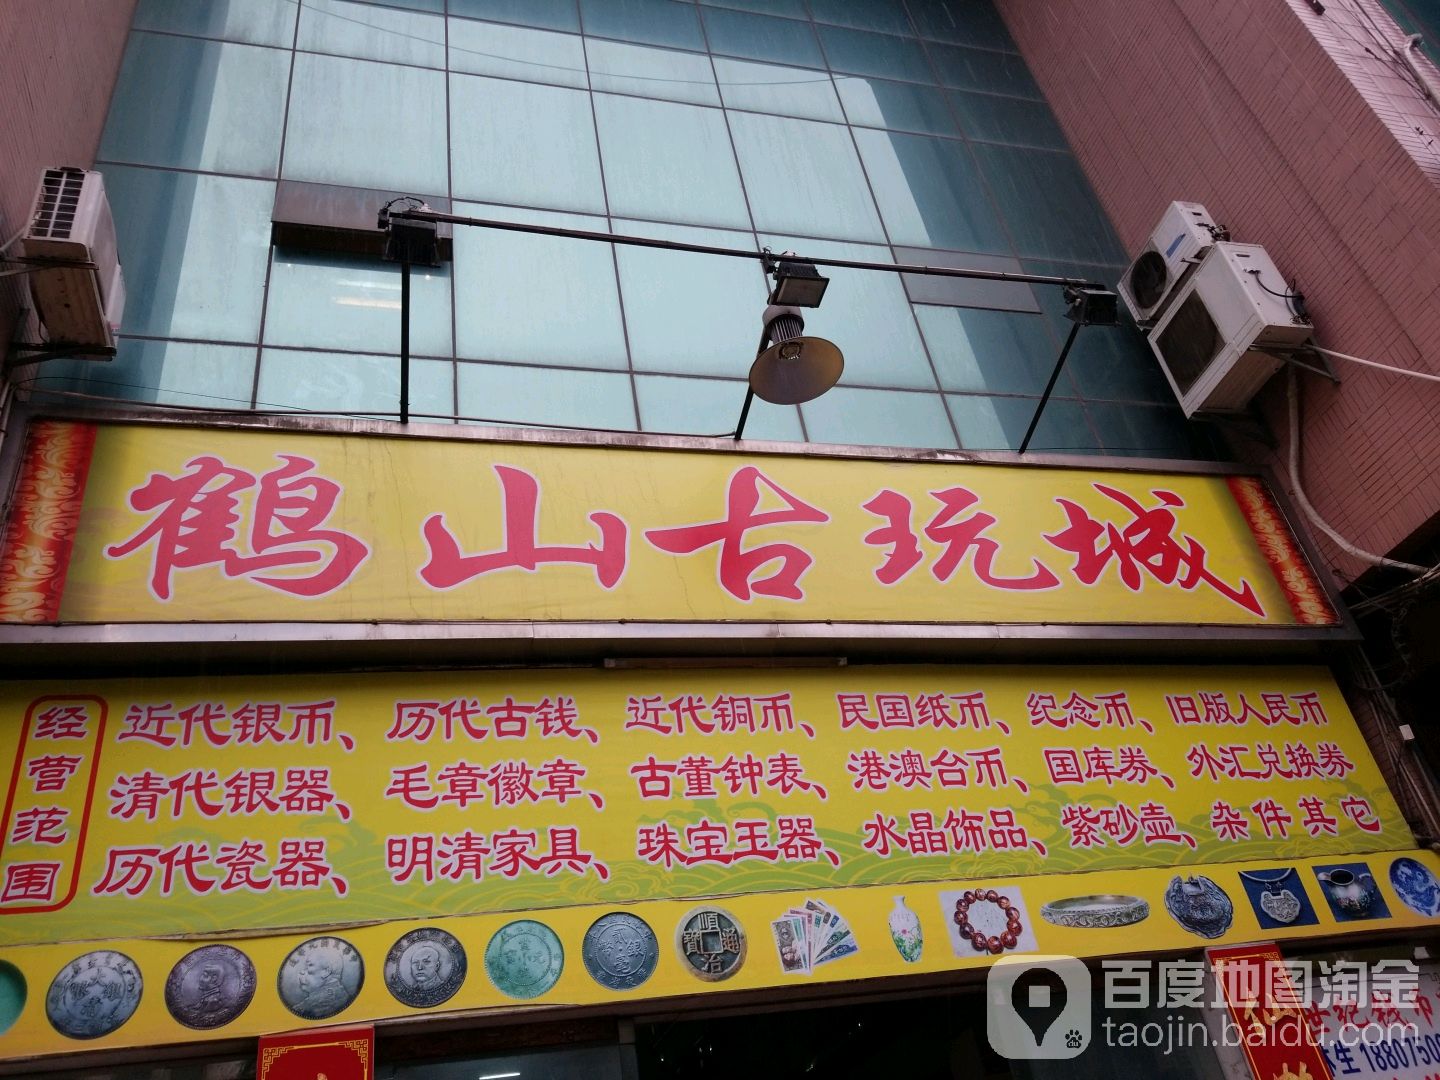 鹤山古玩城
经营范围
近代银币、历代古钱、近代铜币、民国纸币、纪念币、旧版人民币
清代银器、毛章徽章、古董钟表、港澳台币、国库券、外汇兑换券
历代瓷器、明清家具、珠宝玉器、水晶饰品、紫砂壶、杂件其它
順治通寶
百度地图淘金
taojin.baidu.com